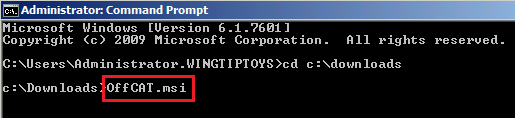 Administrator: Command Prompt
Microsoft Windows [Version 6.1.7601]
Copyright (c) 2009 Microsoft Corporation.  All rights reserved.
C:\Users\Administrator.WINGTIPTOYS>cd c:\downloads
c:\Downloads>OffCAT.msi